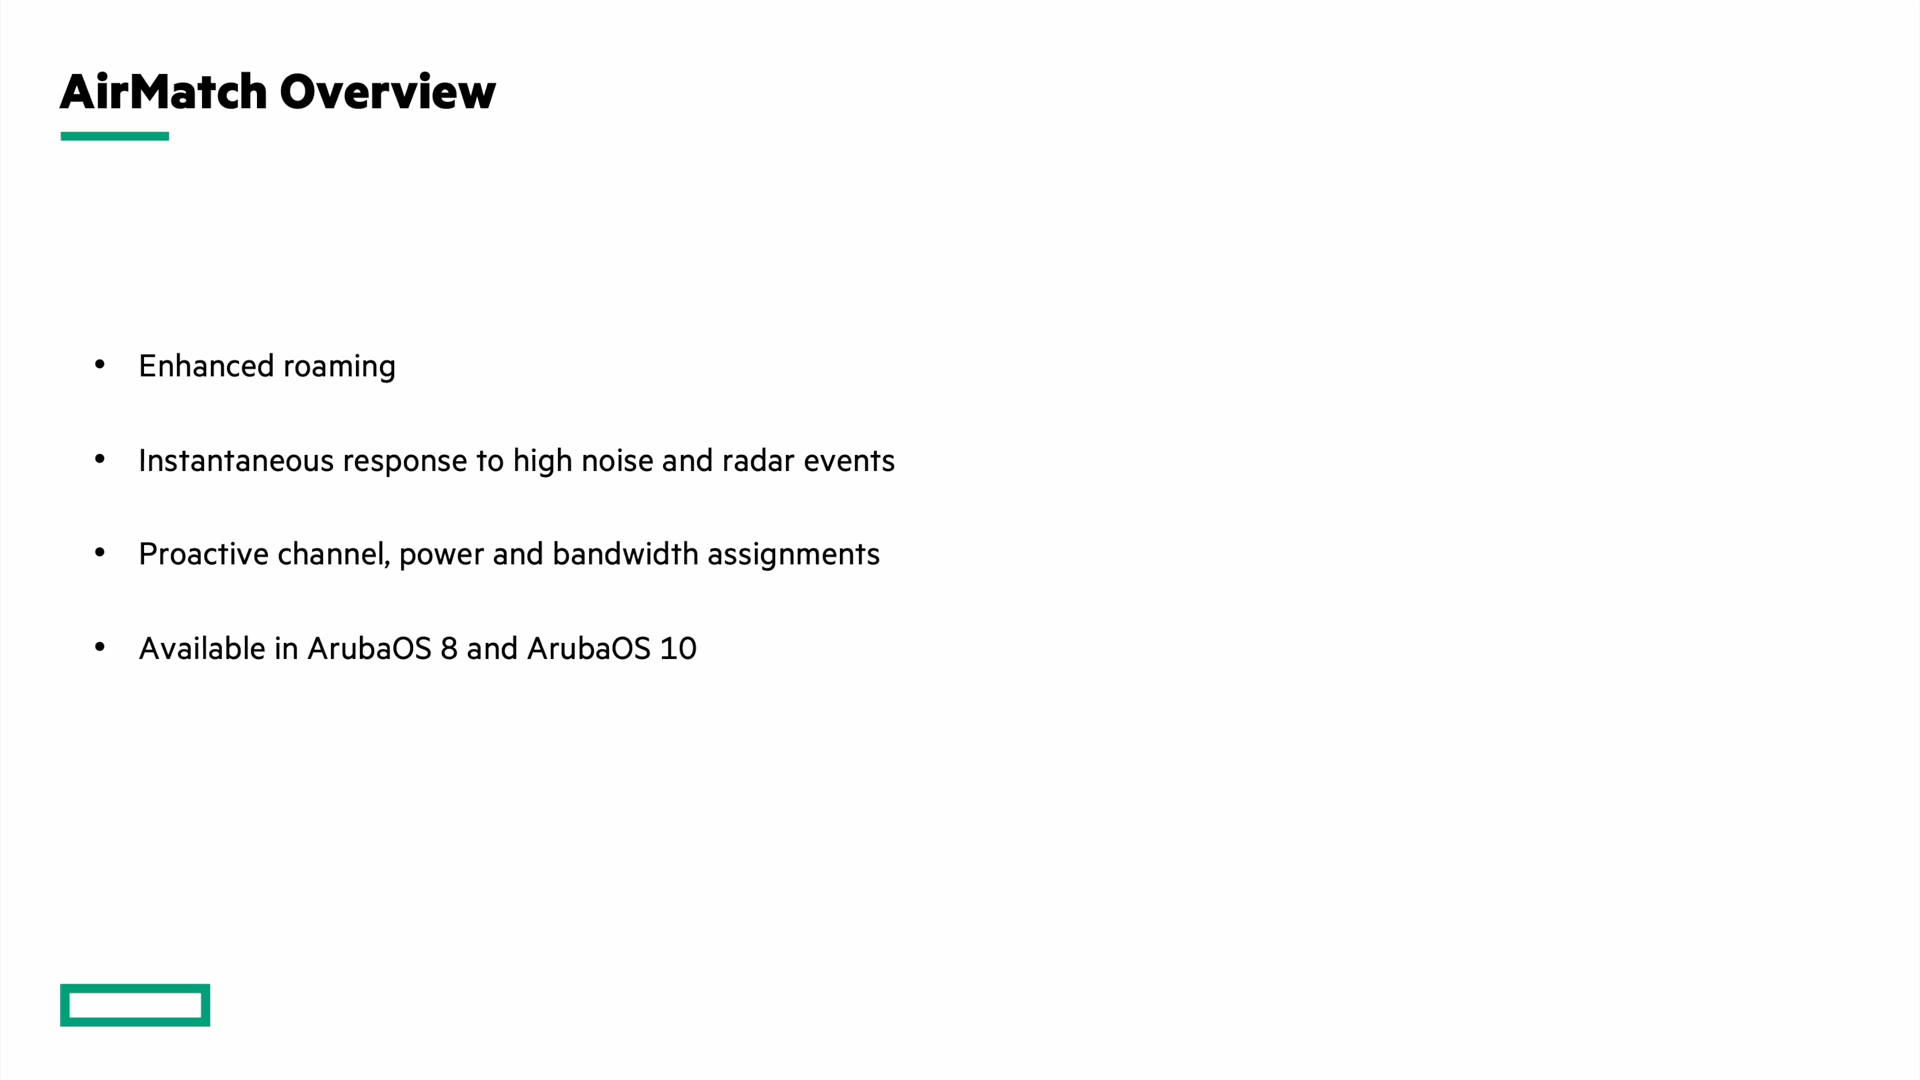 AirMatch Overview
• Enhanced roaming
• Instantaneous response to high noise and radar events
• Proactive channel, power and bandwidth assignments
• Available in ArubaOS 8 and ArubaOS 10